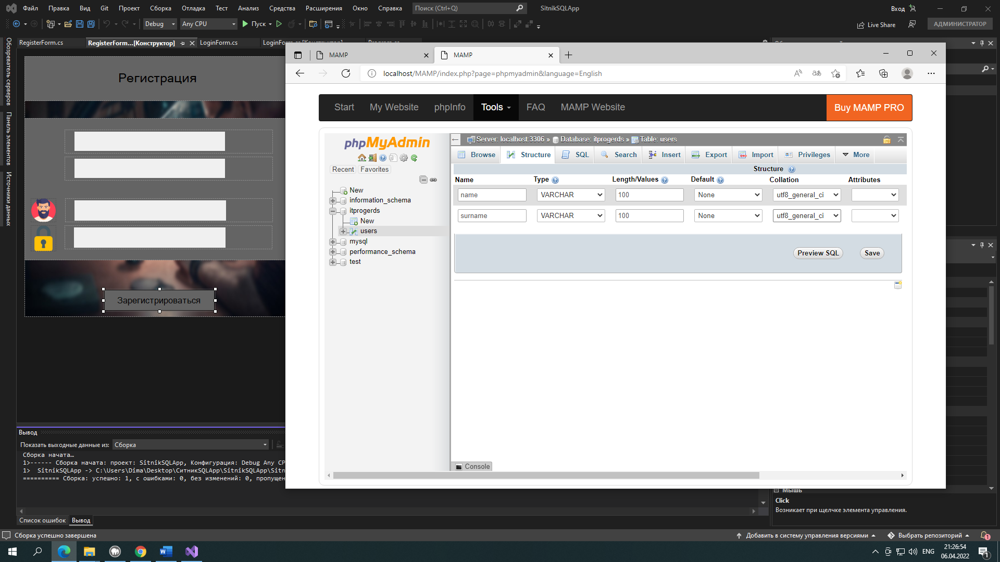 Файл Правка Вид Git Проект Сборка Отладка Тест Анализ Средства Расширения Окно Справка Поиск (Ctrl+Q) SitnikSQLApp Вход
Debug Any CPU Пуск Live Share АДМИНИСТРАТОР
RegisterForm.cs RegisterForm...[Конструктор] LoginForm.cs
Обозреватель серверов
Панель элементов
Источники данных
Регистрация
Зарегистрироваться
MAMP MAMP
localhost/MAMP/index.php?page=phpmyadmin&language=English
Start My Website phpInfo Tools FAQ MAMP Website Buy MAMP PRO
phpMyAdmin
Recent Favorites
New
information_schema
itprogerds
New
users
mysql
performance_schema
test
Server: localhost:3306 » Database: itprogerds » Table: users
Browse Structure SQL Search Insert Export Import Privileges More
Structure
Name Type Length/Values Default Collation Attributes
name VARCHAR 100 None utf8_general_ci
surname VARCHAR 100 None utf8_general_ci
Preview SQL Save
Console
Вывод
Показать выходные данные из: Сборка
Сборка начата…
1>------ Сборка начата: проект: SitnikSQLApp, Конфигурация: Debug Any CP
1> SitnikSQLApp -> C:\Users\Dima\Desktop\СитникSQLApp\SitnikSQLApp\Sitn
========== Сборка: успешно: 1, с ошибками: 0, без изменений: 0, пропущен
Список ошибок Вывод
Мышь
Click
Возникает при щелчке элемента управления.
Сборка успешно завершена Добавить в систему управления версиями Выбрать репозиторий 1
ENG 21:26:54
06.04.2022 1